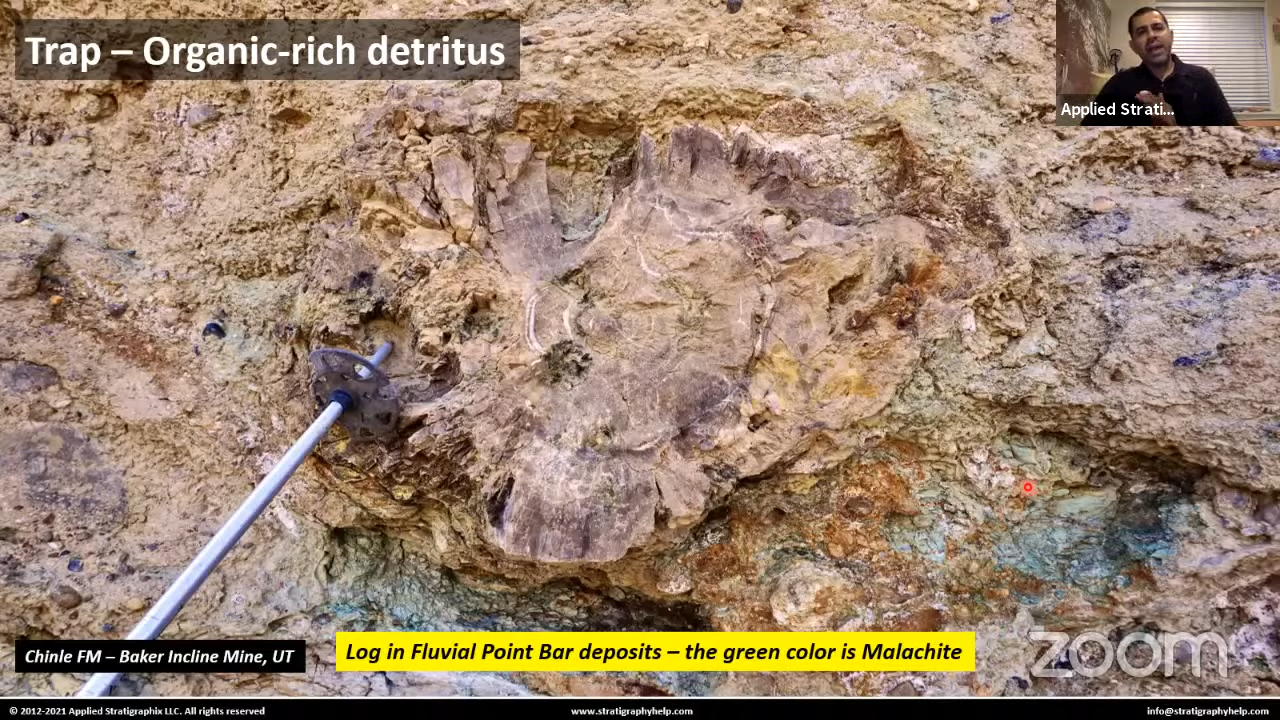 Trap – Organic-rich detritus
Applied Strati...
Chinle FM – Baker Incline Mine, UT
Log in Fluvial Point Bar deposits – the green color is Malachite
zoom
© 2012-2021 Applied Stratigraphix LLC. All rights reserved
www.stratigraphyhelp.com
info@stratigraphyhelp.com